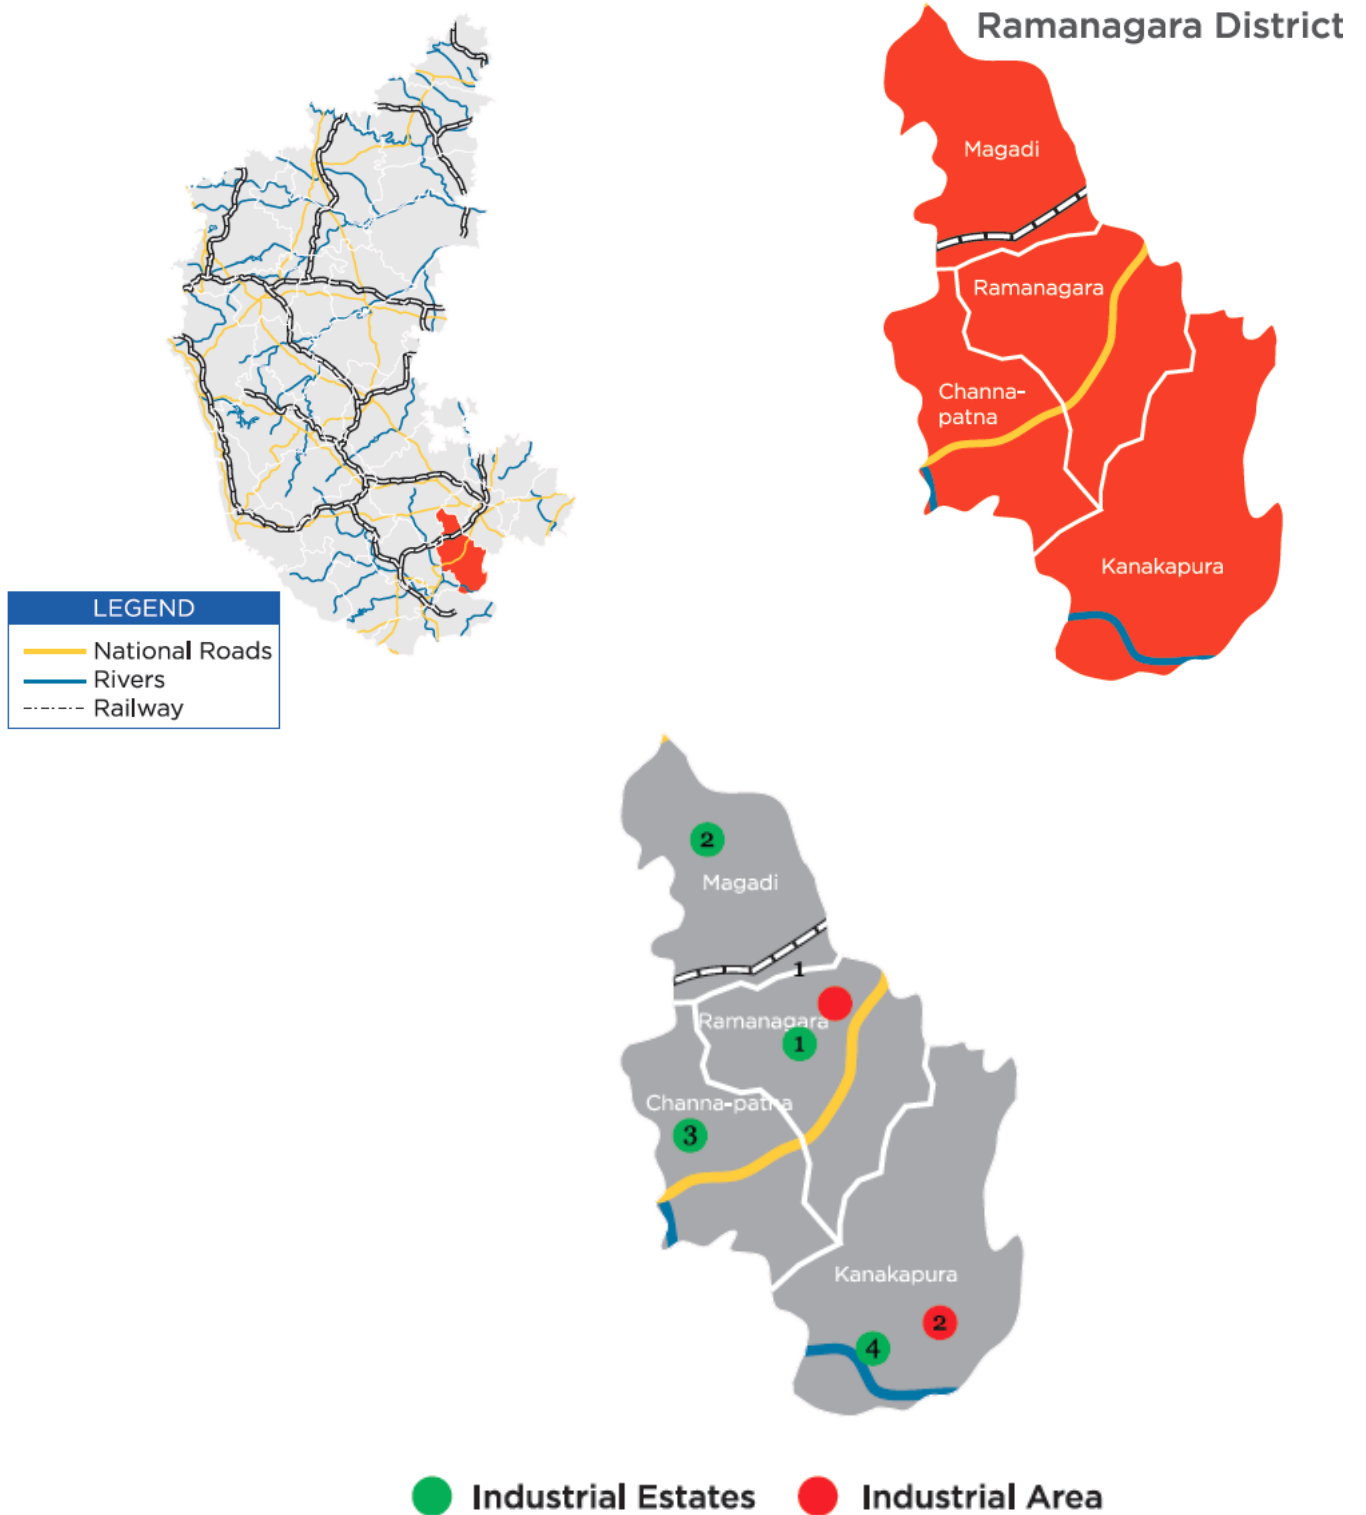 Ramanagara District
Magadi
Ramanagara
Channa-
patna
Kanakapura
LEGEND
National Roads
Rivers
Railway
2
Magadi
1
Ramanagara
1
Channa-patna
3
Kanakapura
2
4
Industrial Estates
Industrial Area